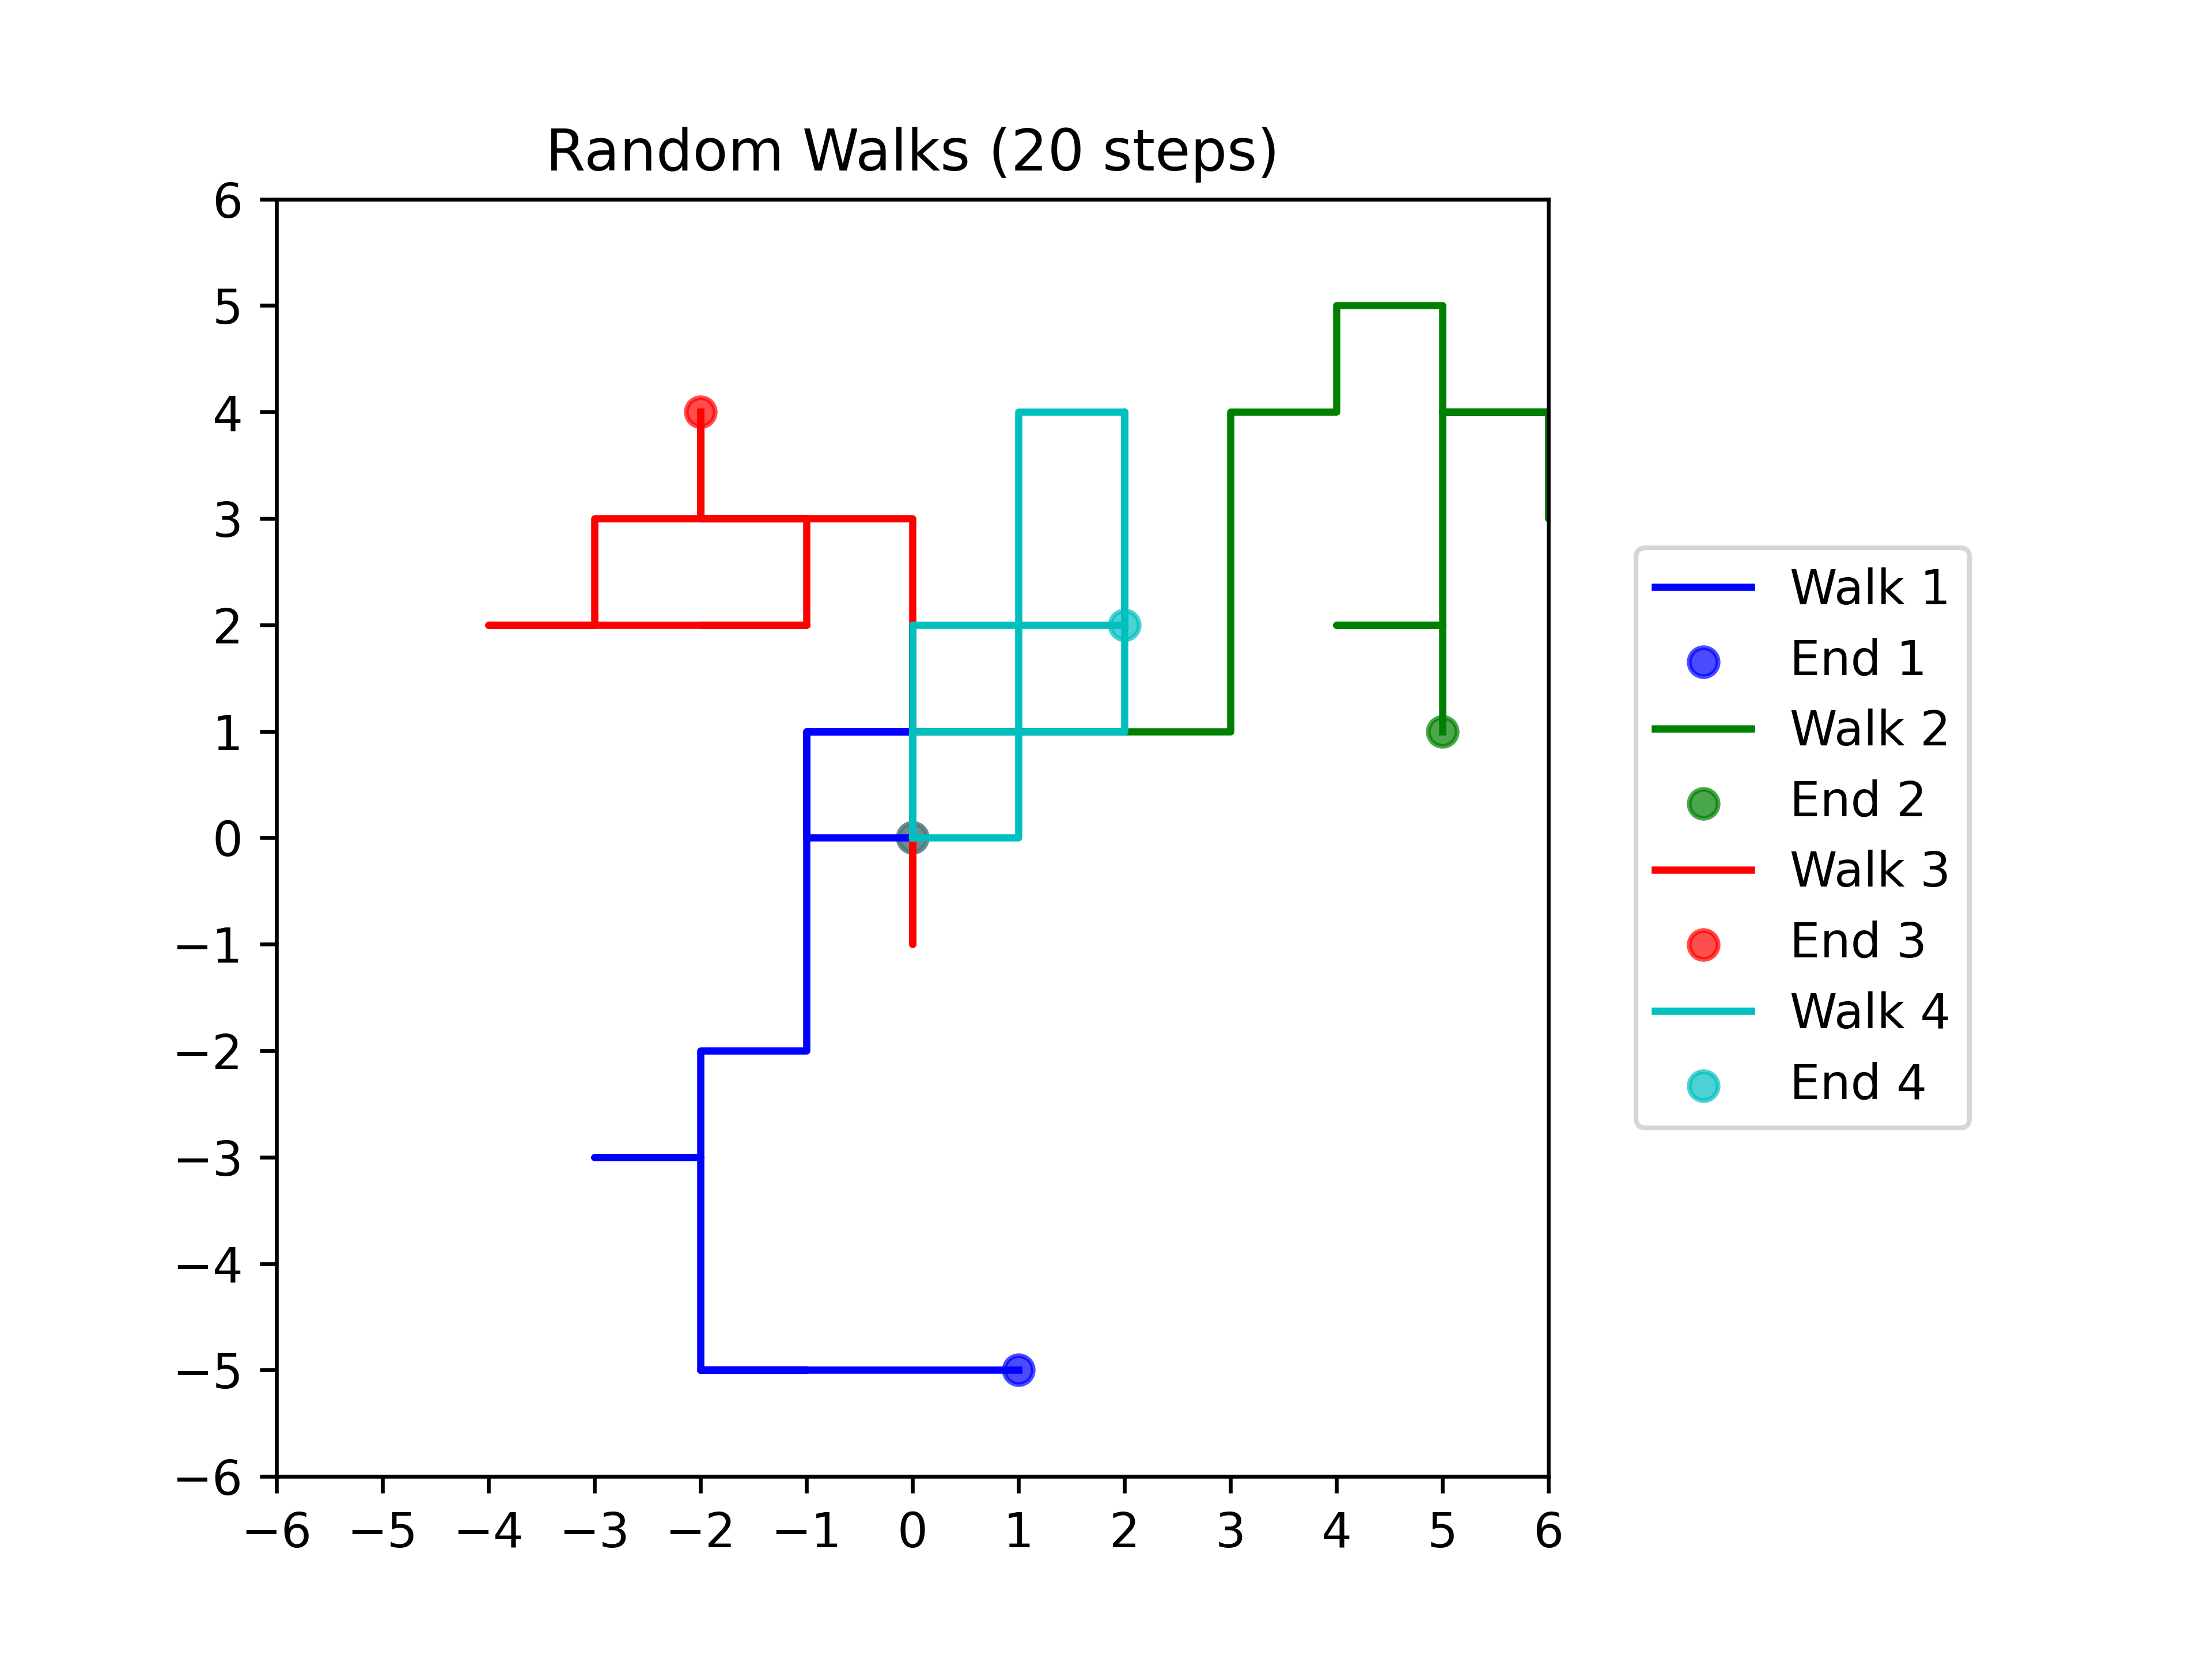 Random Walks (20 steps)
6
5
4
3
2
1
0
−1
−2
−3
−4
−5
−6
−6 −5 −4 −3 −2 −1 0 1 2 3 4 5 6
Walk 1
End 1
Walk 2
End 2
Walk 3
End 3
Walk 4
End 4